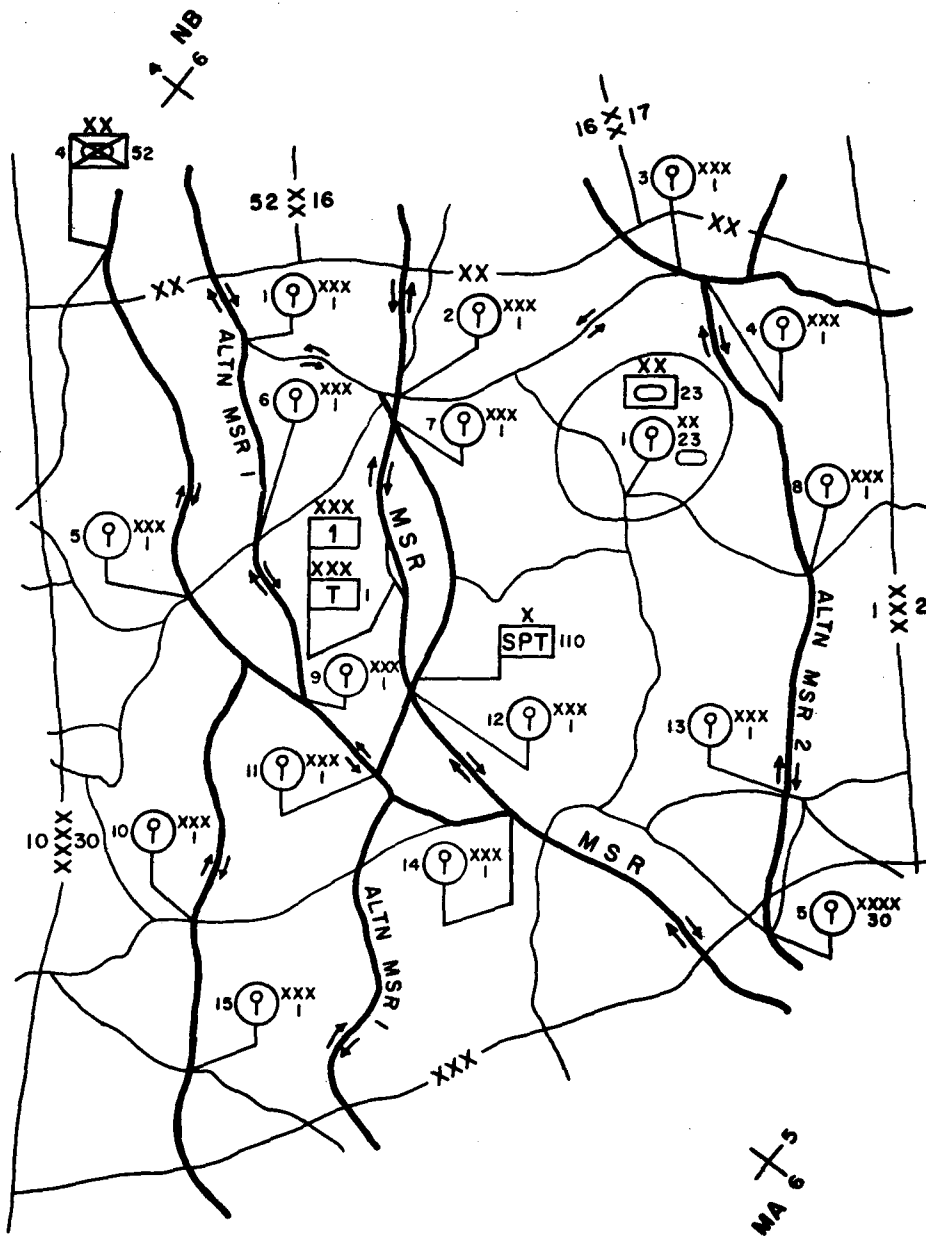 NB
4 6
XX
4 52
16 XX 17
52 XX 16
3 XXX 1
XX
XX
XX
1 XXX 1
2 XXX 1
4 XXX 1
ALTN MSR 1
XX
23
6 XXX 1
7 XXX 1
1 XX 23
8 XXX 1
MSR
XXX
1
5 XXX 1
XXX
T 1
1 XXX 2
ALTN MSR 2
X
SPT 110
9 XXX 1
12 XXX 1
13 XXX 1
11 XXX 1
10 XXXX 30
10 XXX 1
MSR
14 XXX 1
ALTN MSR 1
5 XXXX 30
15 XXX 1
XXX
5
6
MA